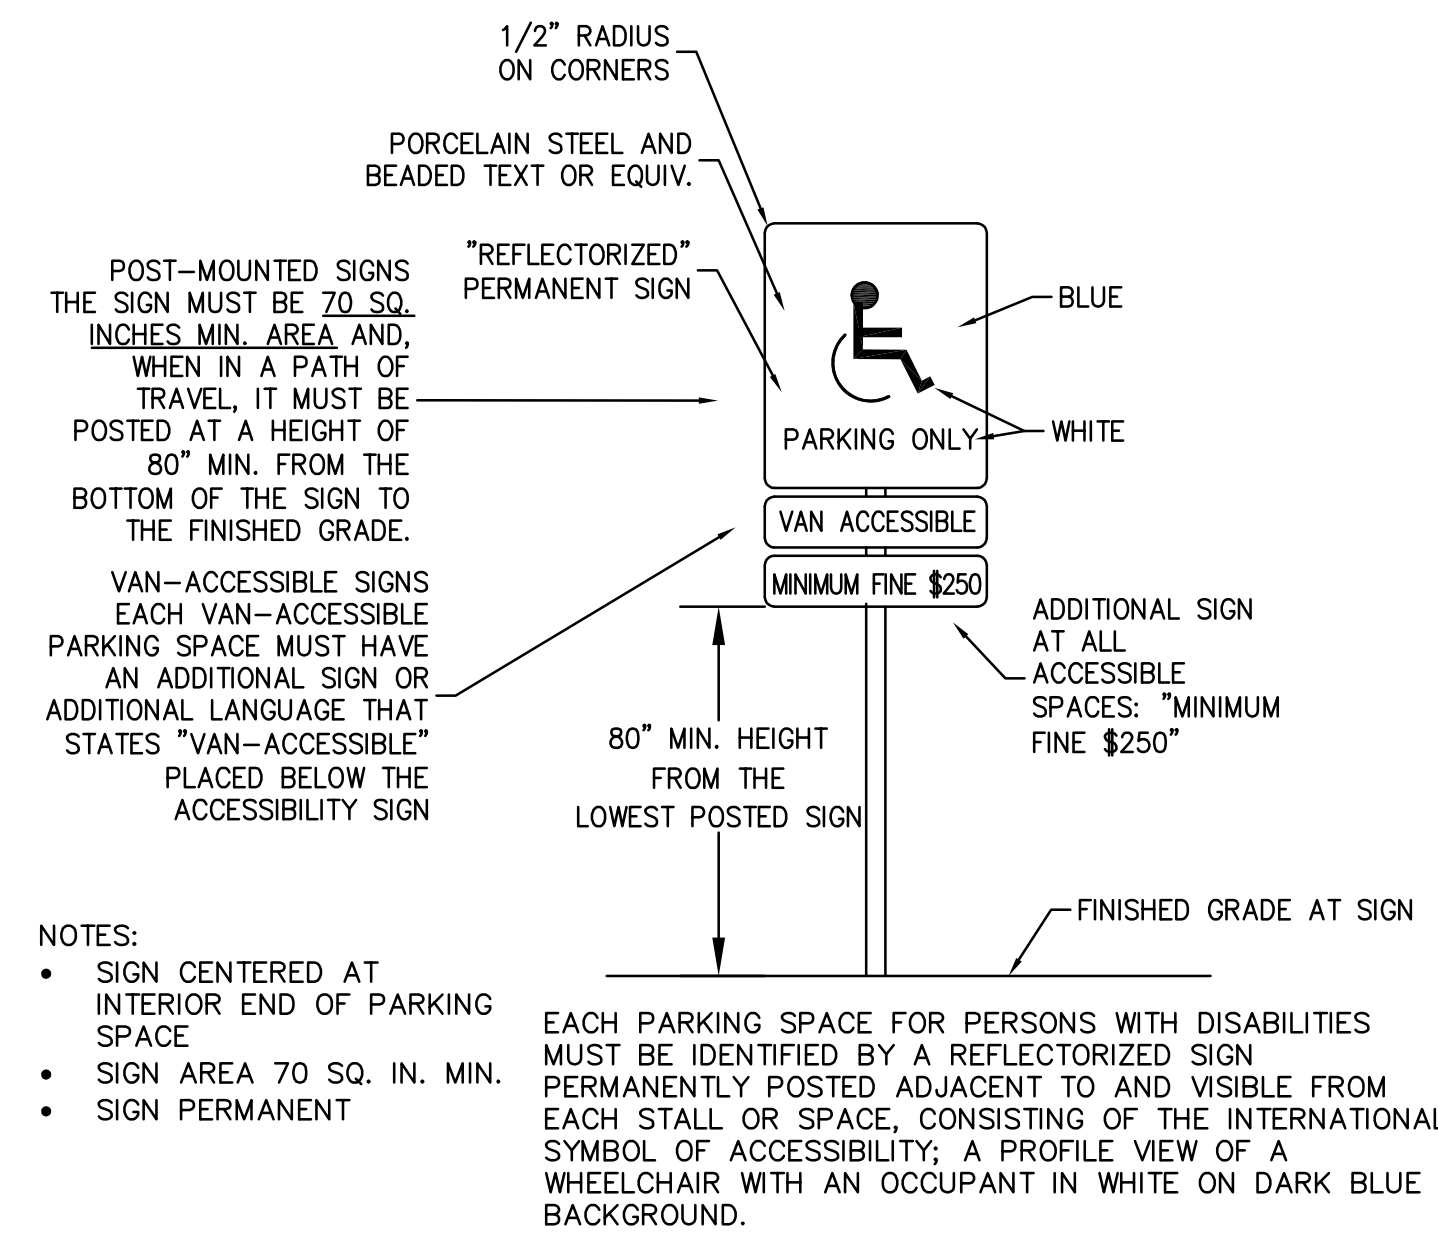 1/2" RADIUS
ON CORNERS
PORCELAIN STEEL AND
BEADED TEXT OR EQUIV.
"REFLECTORIZED"
PERMANENT SIGN
POST-MOUNTED SIGNS
THE SIGN MUST BE 70 SQ.
INCHES MIN. AREA AND,
WHEN IN A PATH OF
TRAVEL, IT MUST BE
POSTED AT A HEIGHT OF
80" MIN. FROM THE
BOTTOM OF THE SIGN TO
THE FINISHED GRADE.
BLUE
WHITE
PARKING ONLY
VAN ACCESSIBLE
MINIMUM FINE $250
VAN-ACCESSIBLE SIGNS
EACH VAN-ACCESSIBLE
PARKING SPACE MUST HAVE
AN ADDITIONAL SIGN OR
ADDITIONAL LANGUAGE THAT
STATES "VAN-ACCESSIBLE"
PLACED BELOW THE
ACCESSIBILITY SIGN
ADDITIONAL SIGN
AT ALL
ACCESSIBLE
SPACES: "MINIMUM
FINE $250"
80" MIN. HEIGHT
FROM THE
LOWEST POSTED SIGN
FINISHED GRADE AT SIGN
NOTES:
• SIGN CENTERED AT
INTERIOR END OF PARKING
SPACE
• SIGN AREA 70 SQ. IN. MIN.
• SIGN PERMANENT
EACH PARKING SPACE FOR PERSONS WITH DISABILITIES
MUST BE IDENTIFIED BY A REFLECTORIZED SIGN
PERMANENTLY POSTED ADJACENT TO AND VISIBLE FROM
EACH STALL OR SPACE, CONSISTING OF THE INTERNATIONAL
SYMBOL OF ACCESSIBILITY; A PROFILE VIEW OF A
WHEELCHAIR WITH AN OCCUPANT IN WHITE ON DARK BLUE
BACKGROUND.